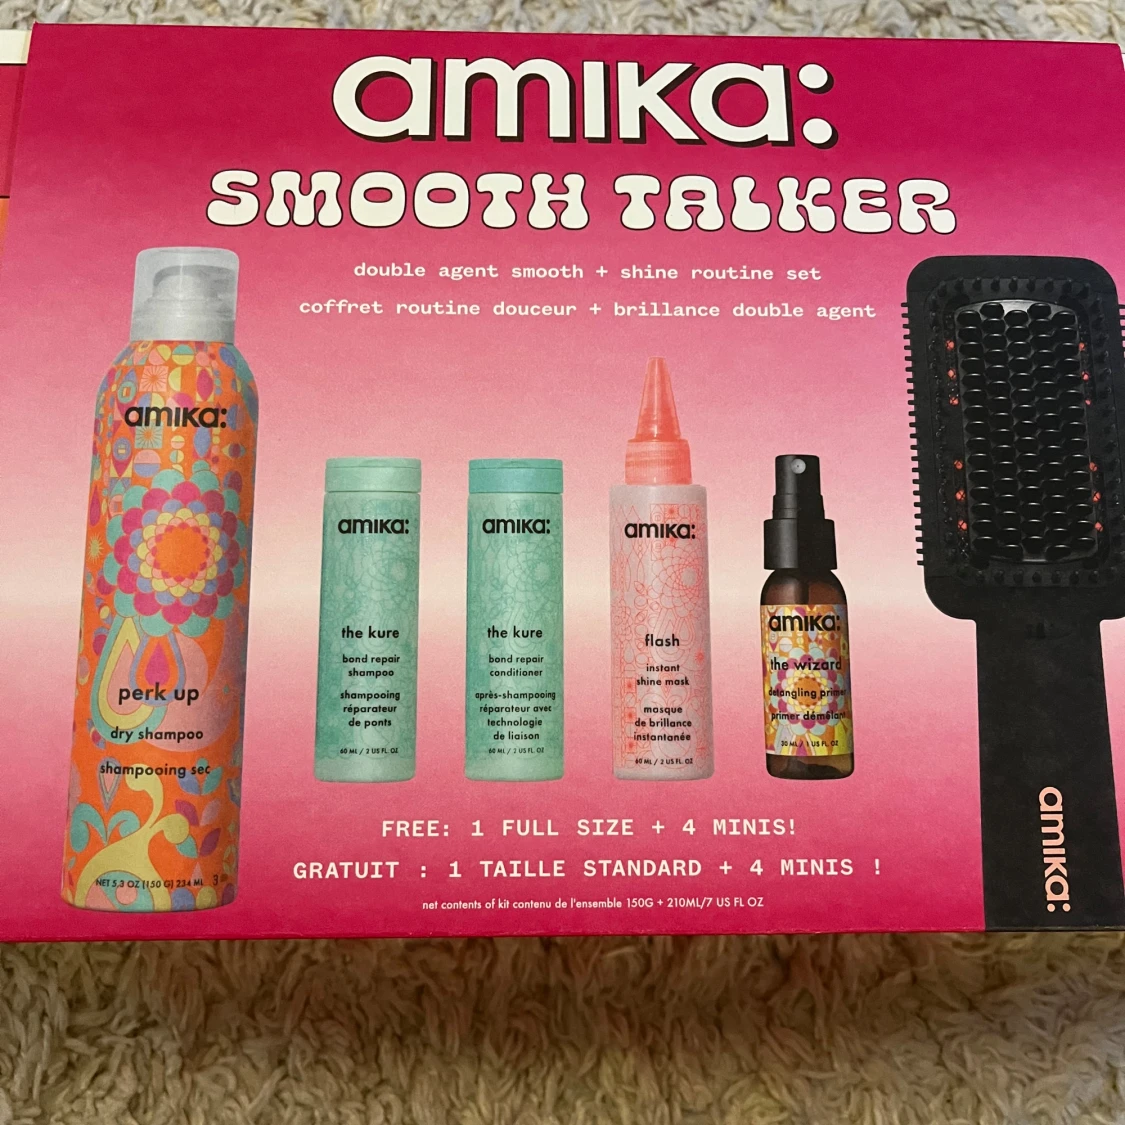 amika:
SMOOTH TALKER
double agent smooth + shine routine set
coffret routine douceur + brillance double agent
amika:
perk up
dry shampoo
shampooing sec
NET 5.3 OZ (150 G) 234 ML
amika:
the kure
bond repair
shampoo
shampooing
réparateur
de ponts
60 ML / 2 US FL. OZ
amika:
the kure
bond repair
conditioner
après-shampooing
réparateur avec
technologie
de liaison
60 ML / 2 US FL. OZ
amika:
flash
instant
shine mask
masque
de brillance
instantanée
60 ML / 2 US FL. OZ
amika:
the wizard
detangling primer
primer démêlant
30 ML / 1 US FL. OZ
amika:
FREE: 1 FULL SIZE + 4 MINIS!
GRATUIT : 1 TAILLE STANDARD + 4 MINIS !
net contents of kit contenu de l'ensemble 150G + 210ML/7 US FL OZ